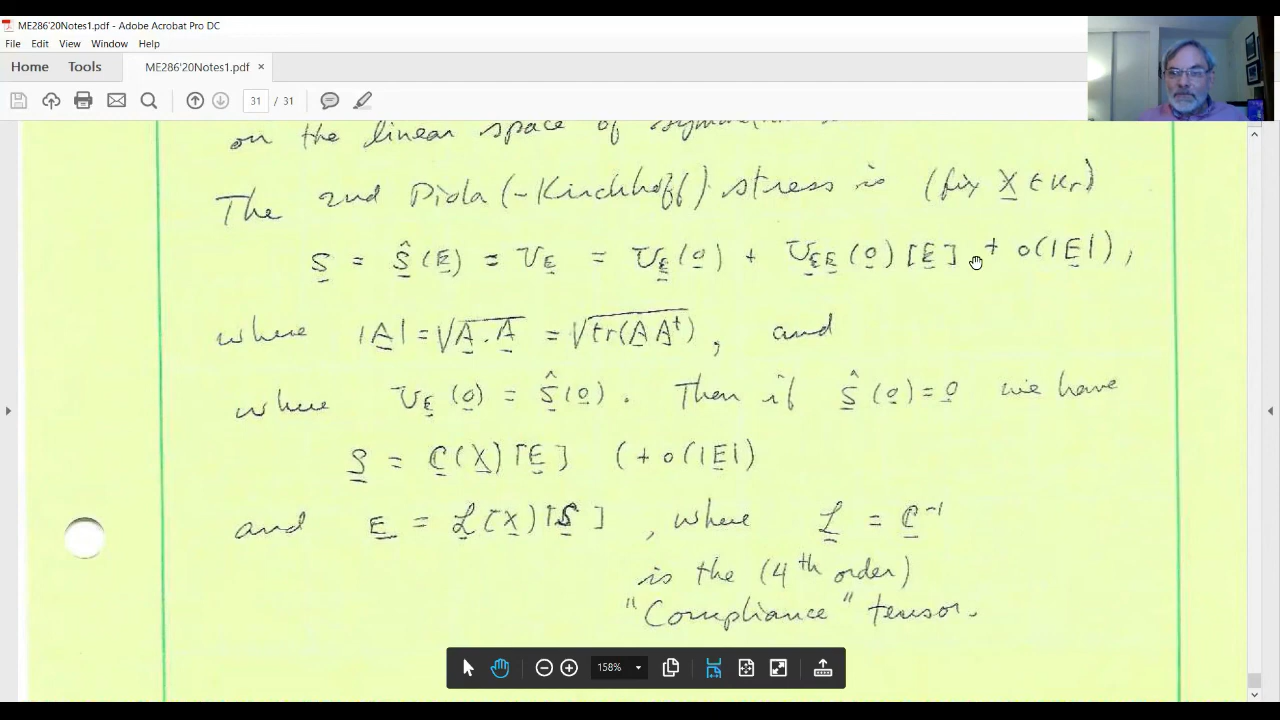 ME286'20Notes1.pdf - Adobe Acrobat Pro DC
File Edit View Window Help
Home Tools ME286'20Notes1.pdf ×
31 / 31
on the linear space of
The 2nd Piola(-Kirchhoff) stress is (fix X ∈ κr)
S = Ŝ(E) = U_E = U_E(0) + U_EE(0)[E] + o(|E|),
where |A| = √A·A = √tr(AAᵗ), and
where U_E(0) = Ŝ(0). Then if Ŝ(0)=0 we have
S = C(X)[E] (+ o(|E|)
and E = L(X)[S], where L = C⁻¹
is the (4th order)
"Compliance" tensor.
158%